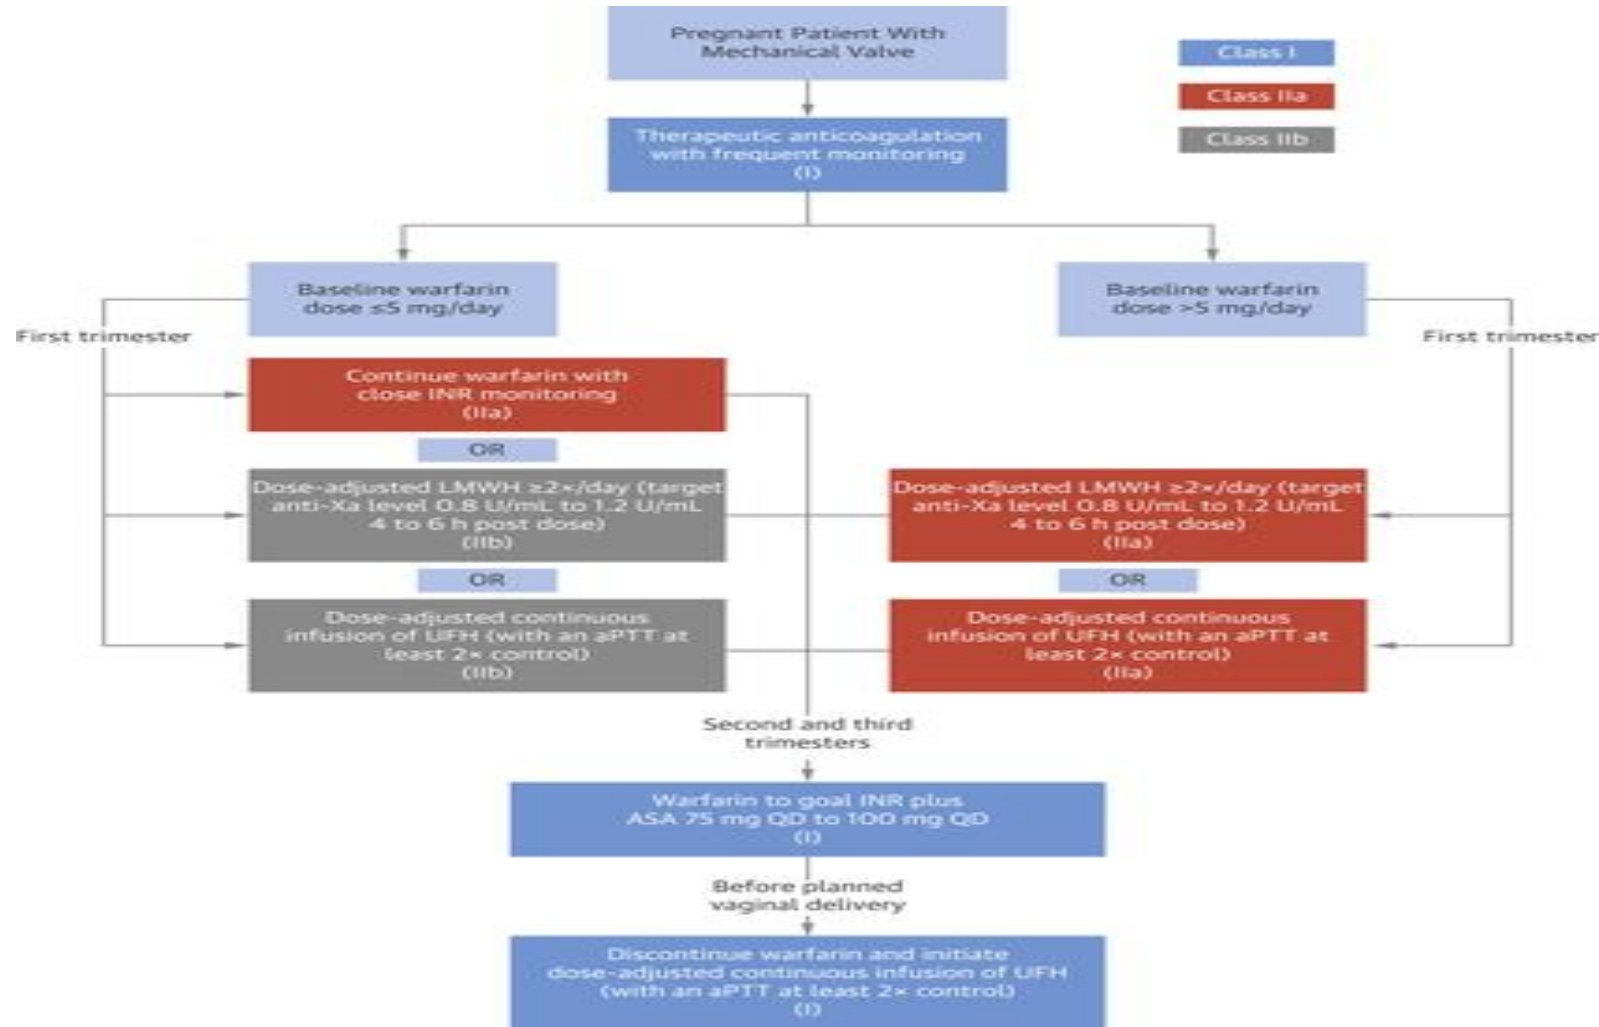 Pregnant Patient With
Mechanical Valve
Class I
Class IIa
Class IIb
Therapeutic anticoagulation
with frequent monitoring
(I)
Baseline warfarin
dose ≤5 mg/day
Baseline warfarin
dose >5 mg/day
First trimester
First trimester
Continue warfarin with
close INR monitoring
(IIa)
OR
Dose-adjusted LMWH ≥2×/day (target
anti-Xa level 0.8 U/mL to 1.2 U/mL
4 to 6 h post dose)
(IIb)
OR
Dose-adjusted continuous
infusion of UFH (with an aPTT at
least 2× control)
(IIb)
Dose-adjusted LMWH ≥2×/day (target
anti-Xa level 0.8 U/mL to 1.2 U/mL
4 to 6 h post dose)
(IIa)
OR
Dose-adjusted continuous
infusion of UFH (with an aPTT at
least 2× control)
(IIa)
Second and third
trimesters
Warfarin to goal INR plus
ASA 75 mg QD to 100 mg QD
(I)
Before planned
vaginal delivery
Discontinue warfarin and initiate
dose-adjusted continuous infusion of UFH
(with an aPTT at least 2× control)
(I)